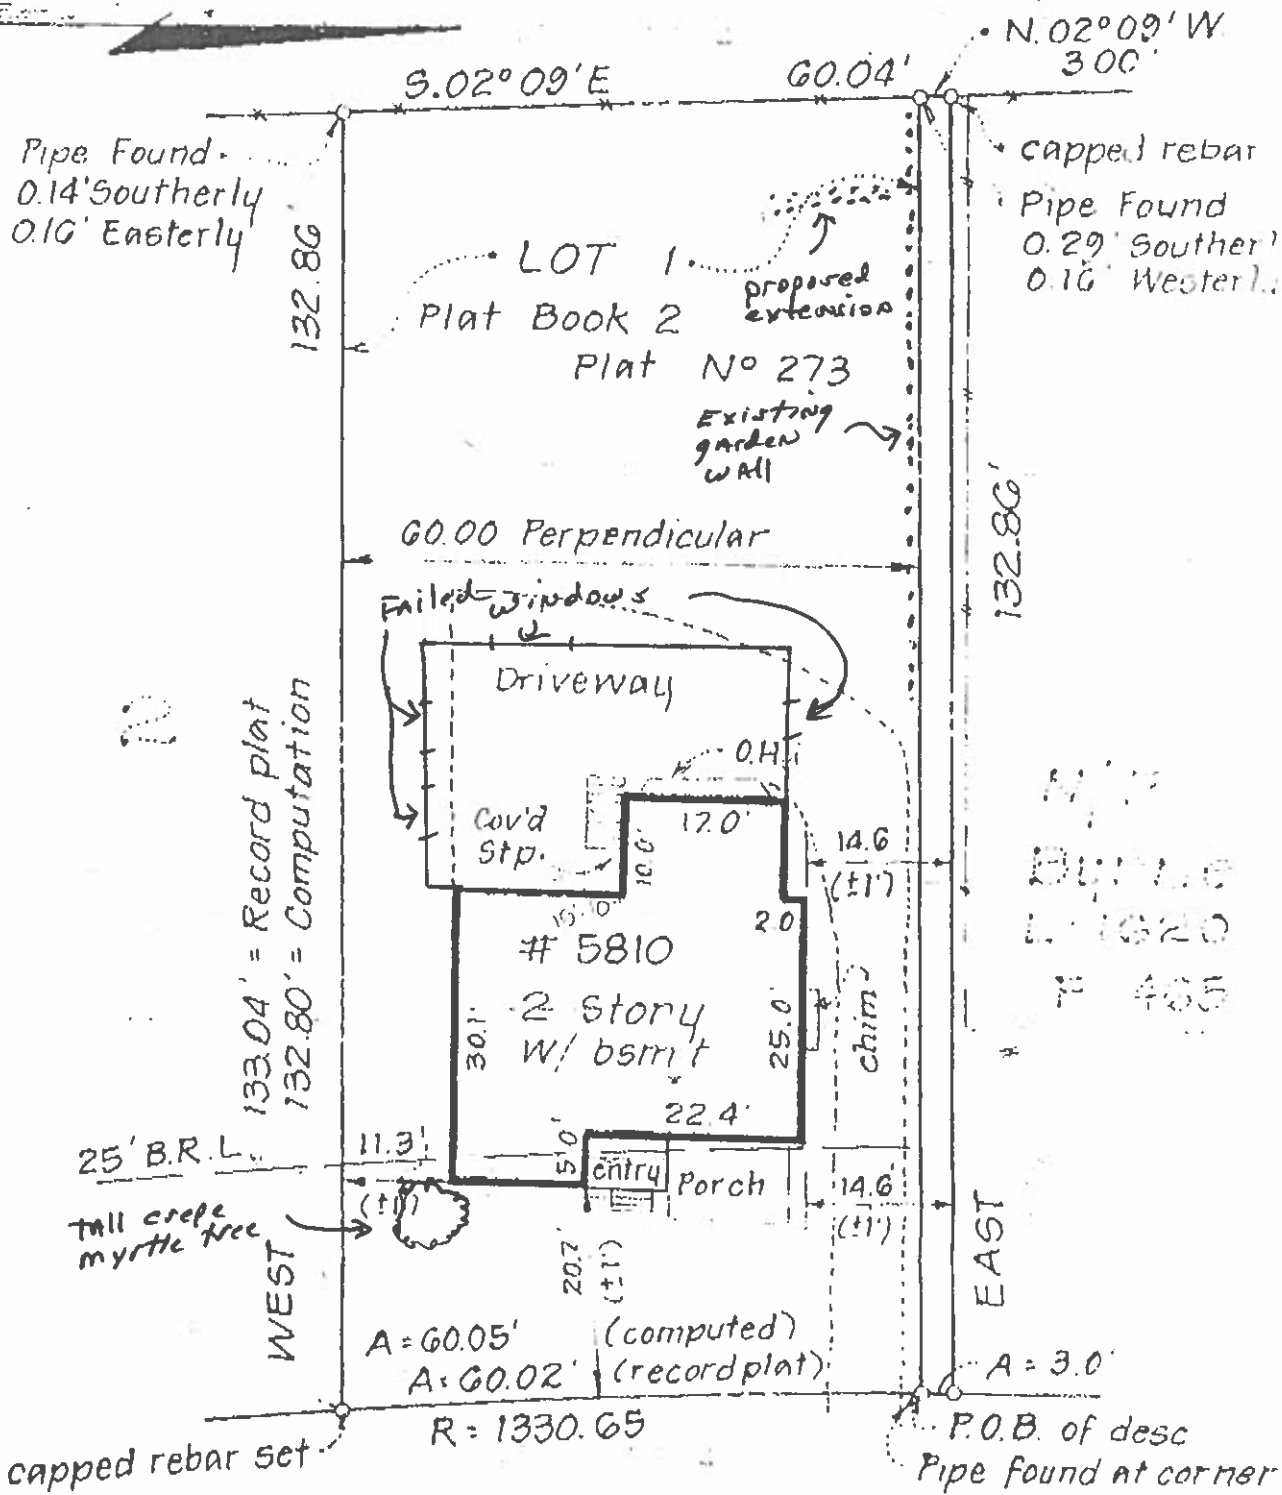 S.02°09'E
60.04'
N.02°09'W
3.00'
Pipe Found
0.14' Southerly
0.16' Easterly
capped rebar
Pipe Found
0.29' Souther
0.16' Wester
132.86
LOT 1
Plat Book 2
Plat Nº 273
proposed
extension
Existing
garden
wall
132.86'
60.00 Perpendicular
Failed windows
Driveway
2
133.04' = Record plat
132.80' = Computation
O.H.
Cov'd
Stp.
17.0'
10.0'
14.6
(±1')
2.0
# 5810
2 Story
W/ bsm't
30.1'
25.0'
chim
22.4'
25' B.R.L.
11.3'
(±1')
5.0'
entry
Porch
14.6'
(±1')
tall crepe
myrtle tree
20.7
(±1')
WEST
EAST
A = 60.05' (computed)
A = 60.02' (record plat)
A = 3.0'
R = 1330.65
capped rebar set
P.O.B. of desc
Pipe found at corner